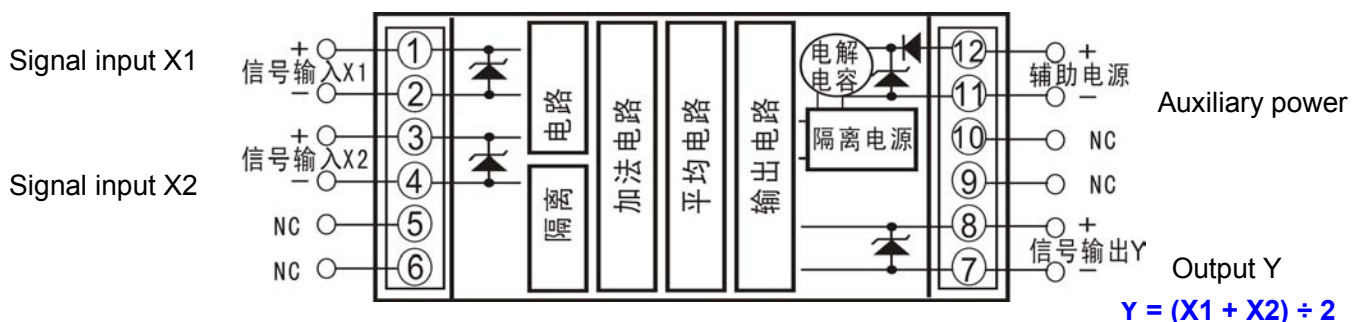 Signal input X1
+
信号输入X1
−
Signal input X2
+
信号输入X2
−
NC
NC
①
②
③
④
⑤
⑥
电路
隔离
加法电路
平均电路
输出电路
电解
电容
隔离电源
⑫
⑪
⑩
⑨
⑧
⑦
+
辅助电源
−
Auxiliary power
NC
NC
+
信号输出Y
−
Output Y
Y = (X1 + X2) ÷ 2